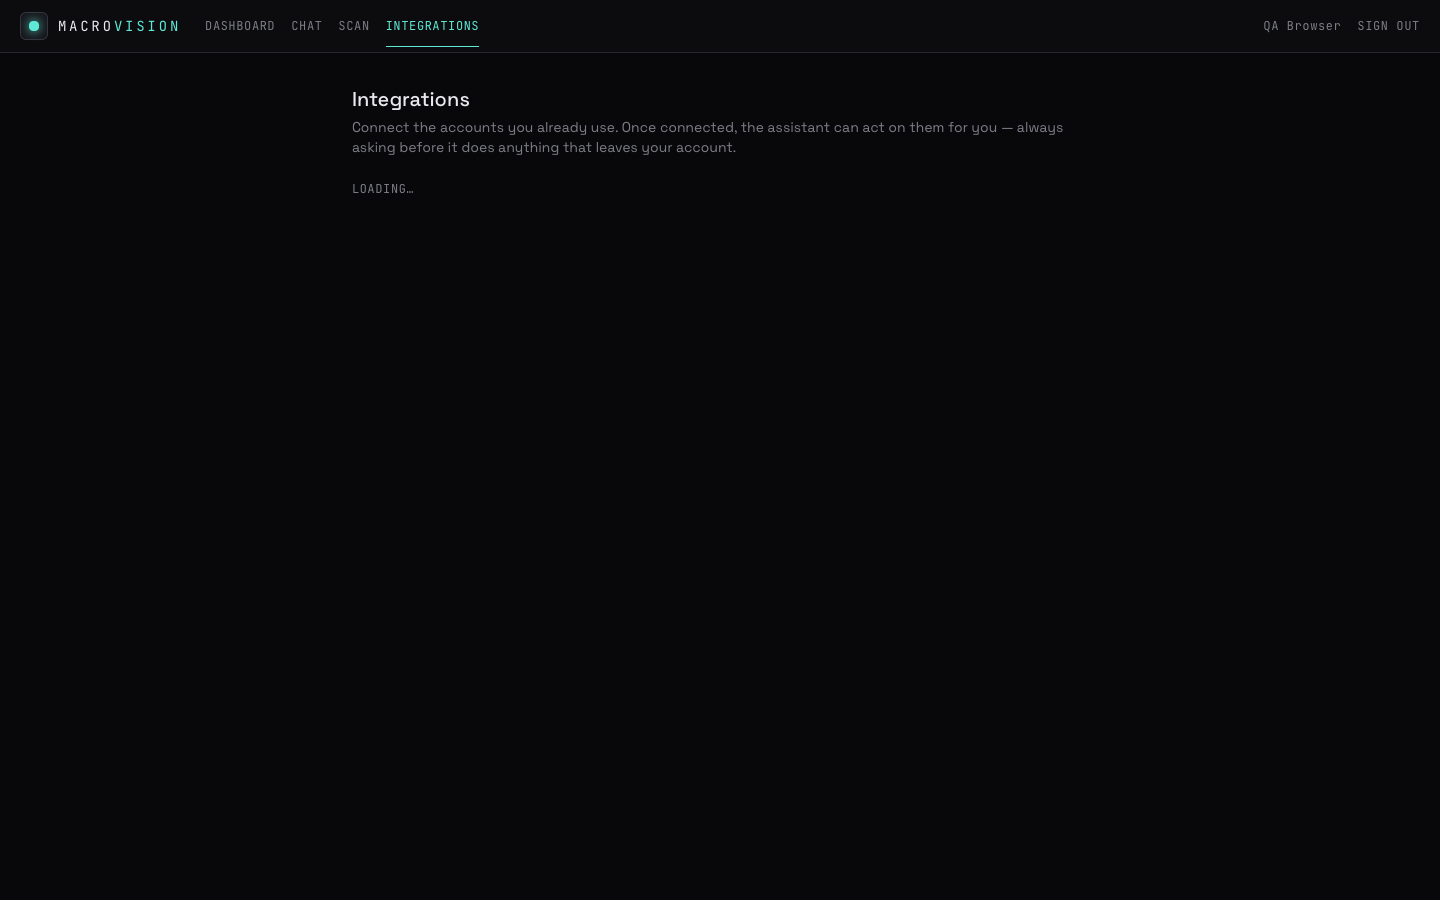 MACROVISION DASHBOARD CHAT SCAN INTEGRATIONS QA Browser SIGN OUT
Integrations
Connect the accounts you already use. Once connected, the assistant can act on them for you — always
asking before it does anything that leaves your account.
LOADING…